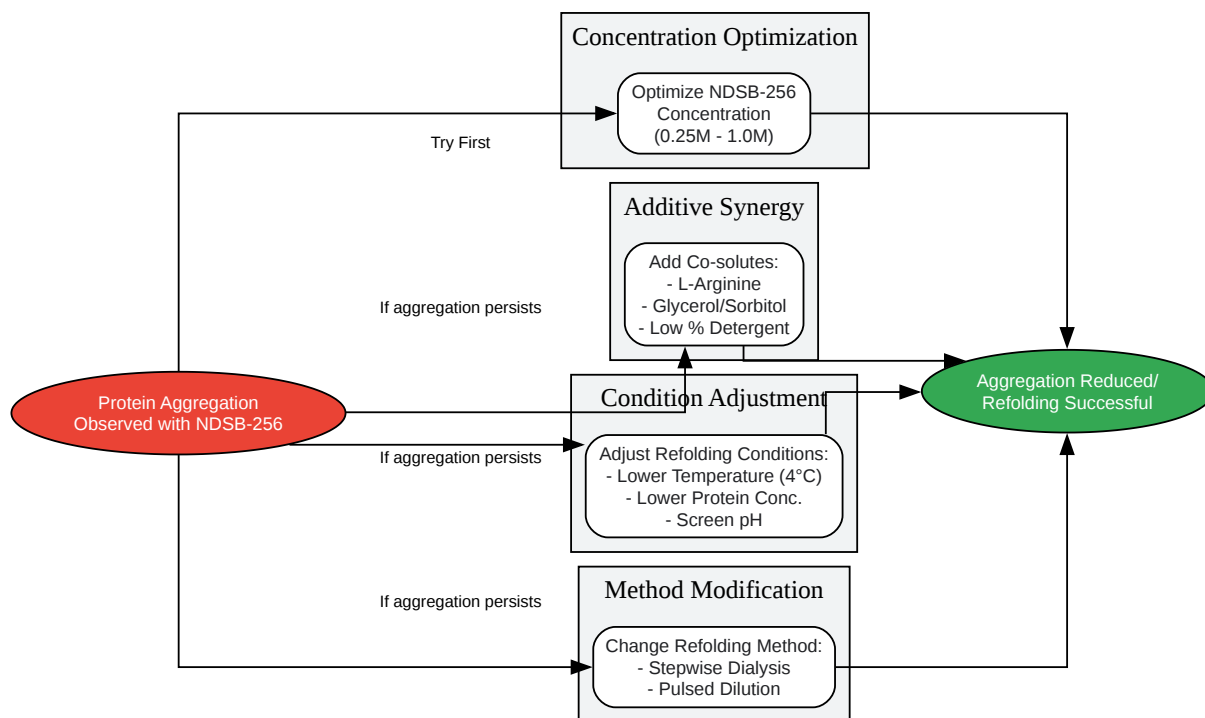 Concentration Optimization
Optimize NDSB-256
Concentration
(0.25M - 1.0M)
Try First
Additive Synergy
Add Co-solutes:
- L-Arginine
- Glycerol/Sorbitol
- Low % Detergent
If aggregation persists
Protein Aggregation
Observed with NDSB-256
Aggregation Reduced/
Refolding Successful
Condition Adjustment
Adjust Refolding Conditions:
- Lower Temperature (4°C)
- Lower Protein Conc.
- Screen pH
If aggregation persists
Method Modification
Change Refolding Method:
- Stepwise Dialysis
- Pulsed Dilution
If aggregation persists